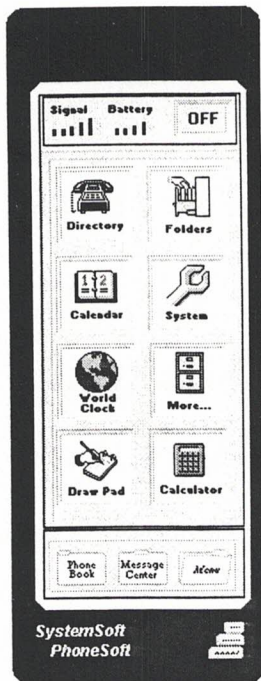 Signal Battery OFF
Directory Folders
Calendar System
World
Clock
More...
Draw Pad Calculator
Phone
Book
Message
Center
Menu
SystemSoft
PhoneSoft